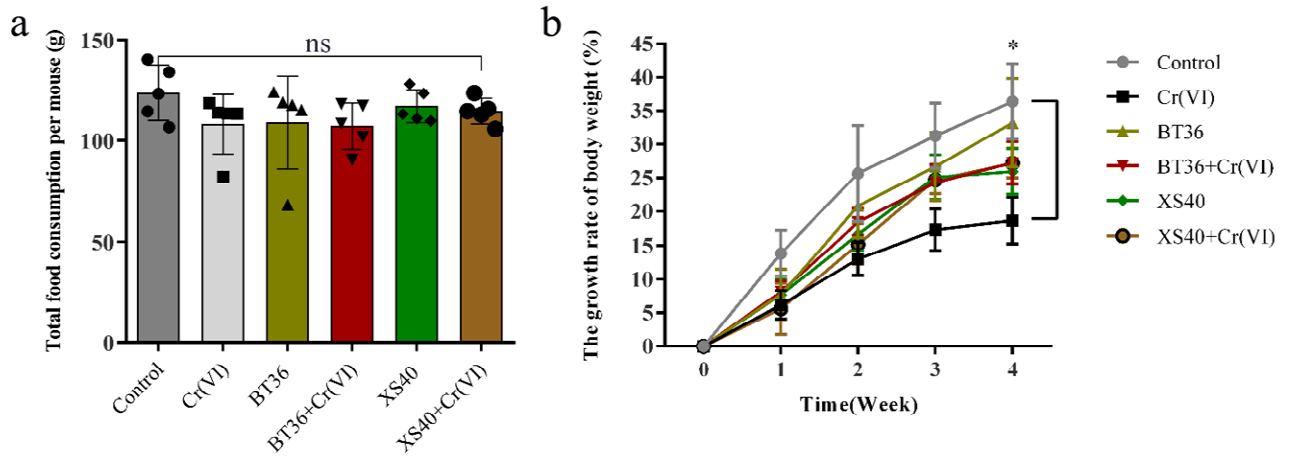 a
Total food consumption per mouse (g)
150
100
50
0
ns
Control
Cr(VI)
BT36
BT36+Cr(VI)
XS40
XS40+Cr(VI)
b
The growth rate of body weight (%)
45
40
35
30
25
20
15
10
5
0
*
0 1 2 3 4
Time(Week)
Control
Cr(VI)
BT36
BT36+Cr(VI)
XS40
XS40+Cr(VI)